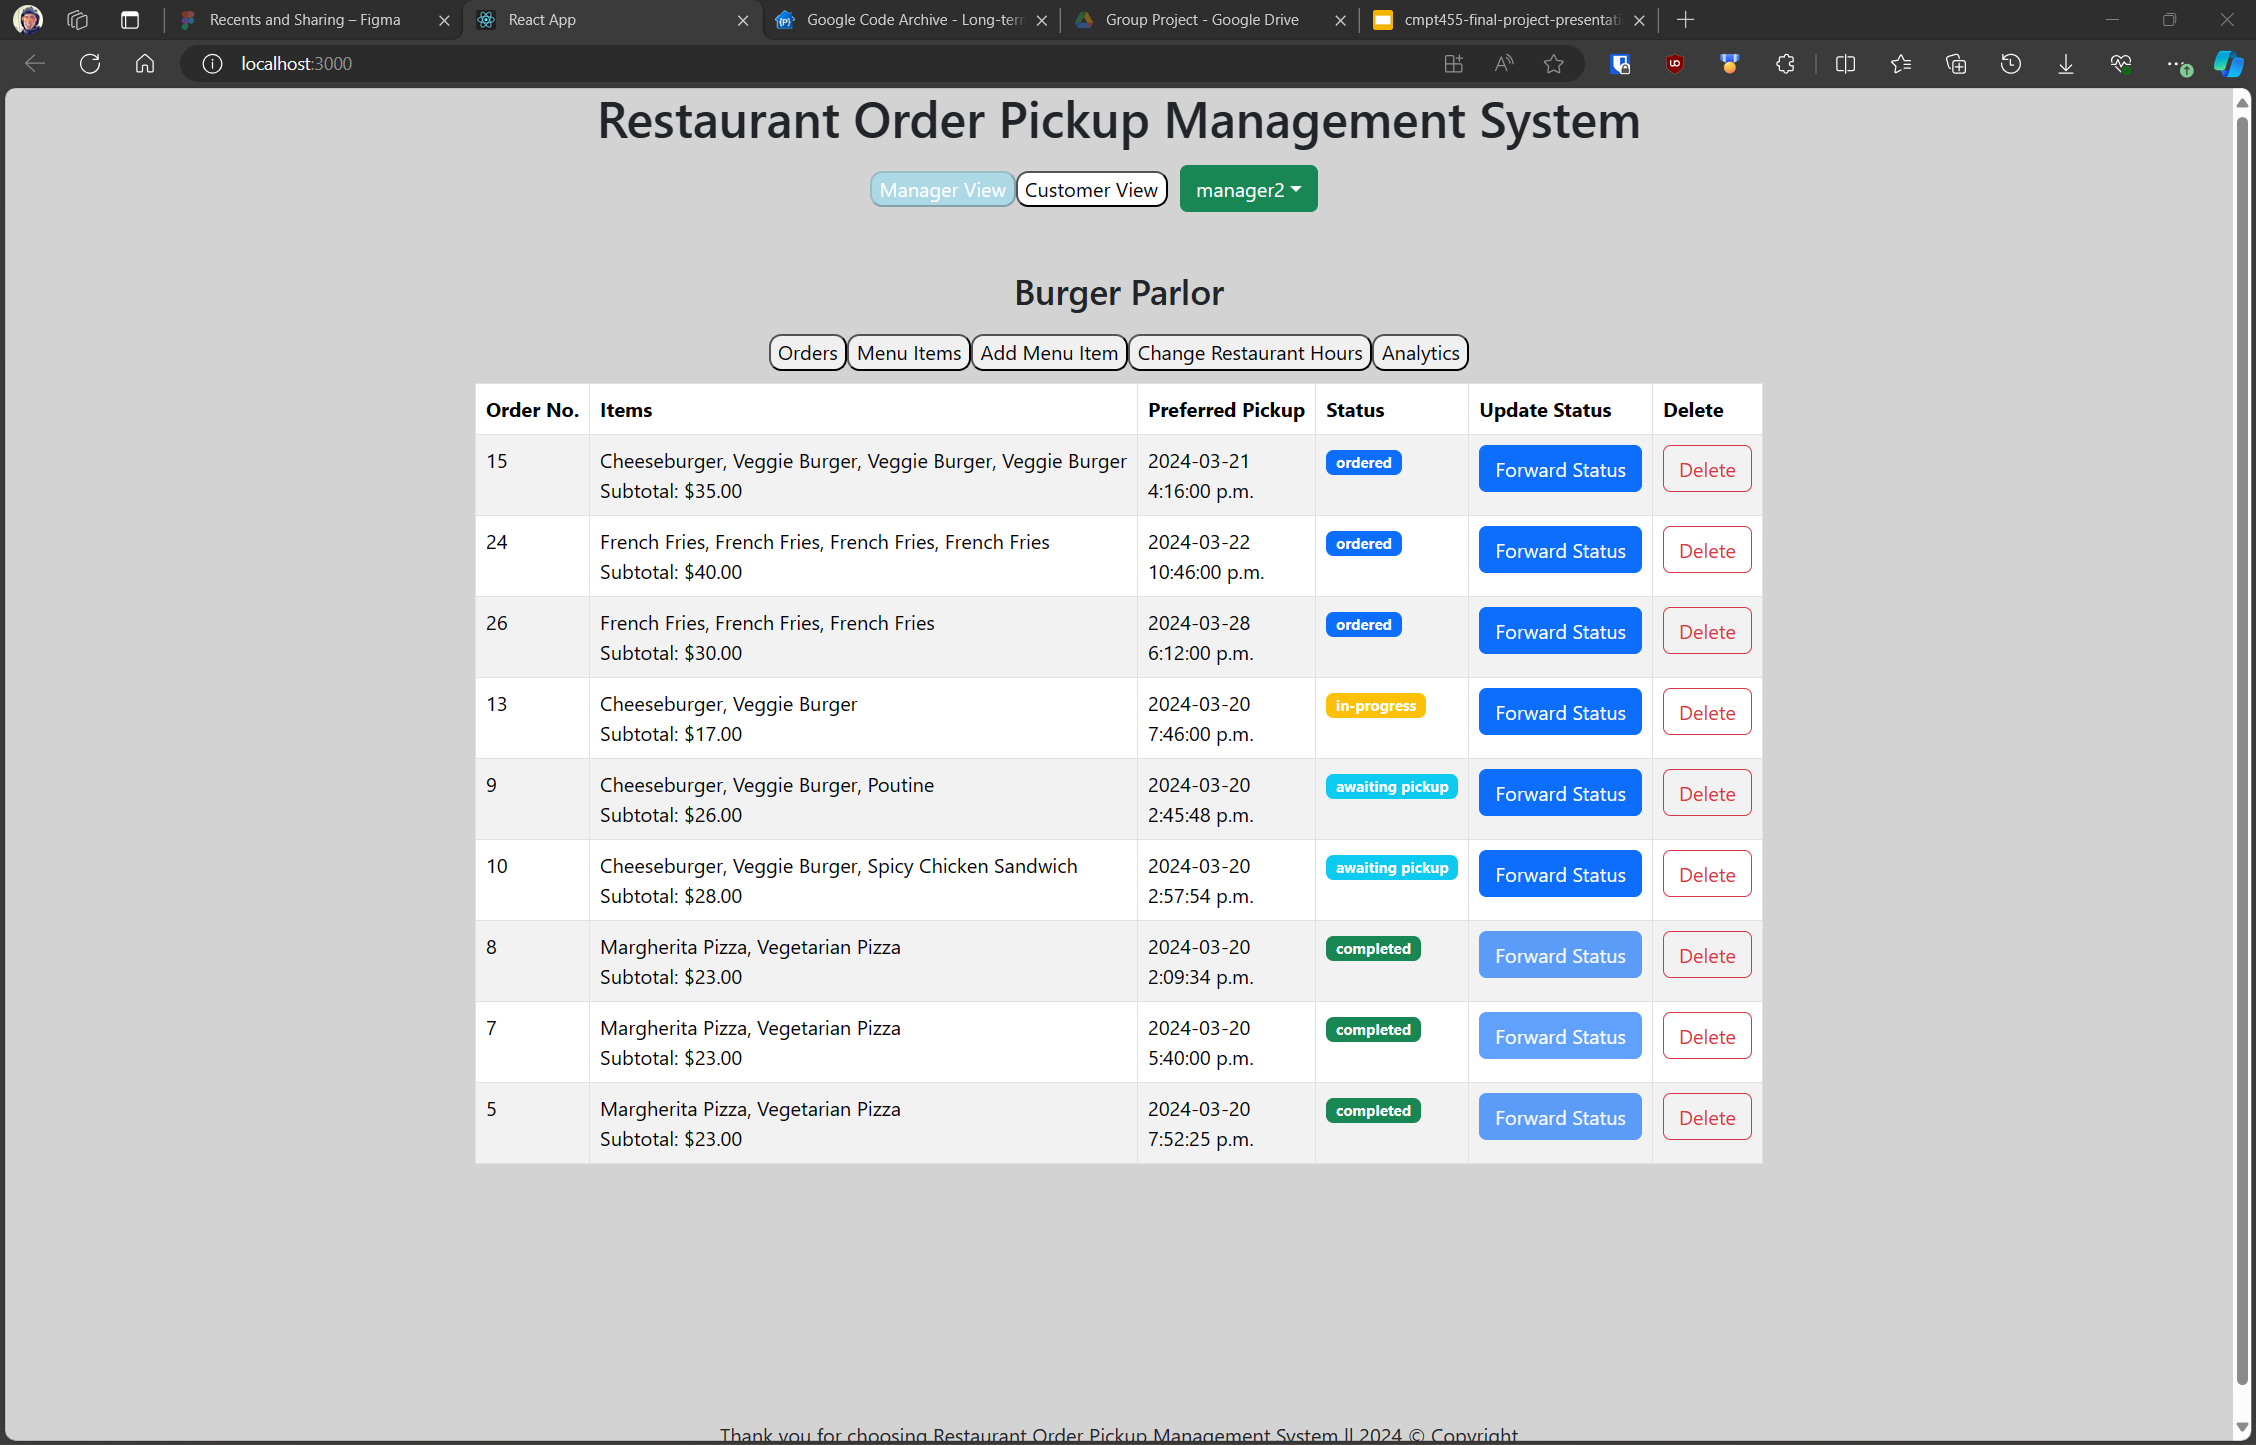 Recents and Sharing – Figma React App Google Code Archive - Long-ter Group Project - Google Drive cmpt455-final-project-presentati
localhost:3000
Restaurant Order Pickup Management System
Manager View Customer View manager2
Burger Parlor
Orders Menu Items Add Menu Item Change Restaurant Hours Analytics
Order No. Items Preferred Pickup Status Update Status Delete
15 Cheeseburger, Veggie Burger, Veggie Burger, Veggie Burger 2024-03-21 ordered Forward Status Delete
Subtotal: $35.00 4:16:00 p.m.
24 French Fries, French Fries, French Fries, French Fries 2024-03-22 ordered Forward Status Delete
Subtotal: $40.00 10:46:00 p.m.
26 French Fries, French Fries, French Fries 2024-03-28 ordered Forward Status Delete
Subtotal: $30.00 6:12:00 p.m.
13 Cheeseburger, Veggie Burger 2024-03-20 in-progress Forward Status Delete
Subtotal: $17.00 7:46:00 p.m.
9 Cheeseburger, Veggie Burger, Poutine 2024-03-20 awaiting pickup Forward Status Delete
Subtotal: $26.00 2:45:48 p.m.
10 Cheeseburger, Veggie Burger, Spicy Chicken Sandwich 2024-03-20 awaiting pickup Forward Status Delete
Subtotal: $28.00 2:57:54 p.m.
8 Margherita Pizza, Vegetarian Pizza 2024-03-20 completed Forward Status Delete
Subtotal: $23.00 2:09:34 p.m.
7 Margherita Pizza, Vegetarian Pizza 2024-03-20 completed Forward Status Delete
Subtotal: $23.00 5:40:00 p.m.
5 Margherita Pizza, Vegetarian Pizza 2024-03-20 completed Forward Status Delete
Subtotal: $23.00 7:52:25 p.m.
Thank you for choosing Restaurant Order Pickup Management System || 2024 © Copyright